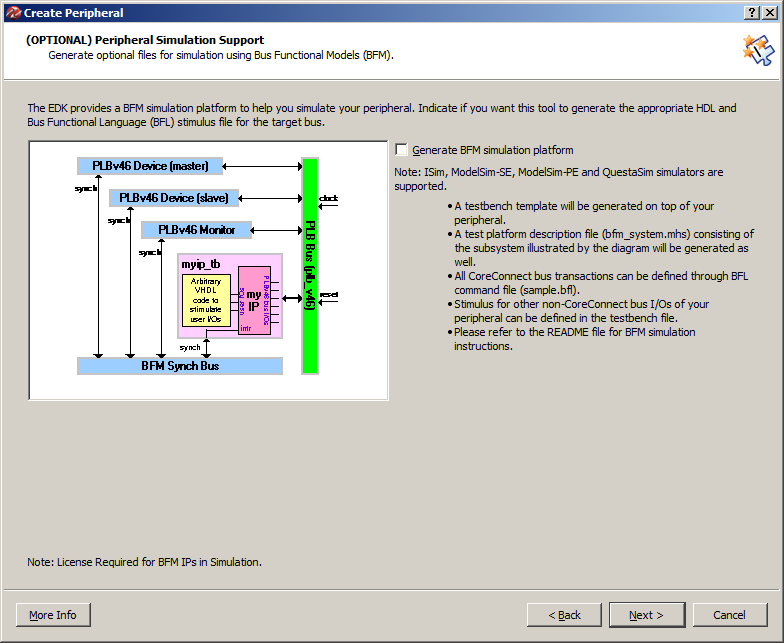 Create Peripheral
(OPTIONAL) Peripheral Simulation Support
Generate optional files for simulation using Bus Functional Models (BFM).
The EDK provides a BFM simulation platform to help you simulate your peripheral. Indicate if you want this tool to generate the appropriate HDL and
Bus Functional Language (BFL) stimulus file for the target bus.
PLBv46 Device (master)
synch
PLBv46 Device (slave)
synch
PLBv46 Monitor
synch
myip_tb
Arbitrary
VHDL
code to
stimulate
user I/Os
my
IP
PLBv46 bus I/Os
intr
synch
BFM Synch Bus
PLB Bus (plb_v46)
clock
reset
Generate BFM simulation platform
Note: ISim, ModelSim-SE, ModelSim-PE and QuestaSim simulators are
supported.
• A testbench template will be generated on top of your
peripheral.
• A test platform description file (bfm_system.mhs) consisting of
the subsystem illustrated by the diagram will be generated as
well.
• All CoreConnect bus transactions can be defined through BFL
command file (sample.bfl).
• Stimulus for other non-CoreConnect bus I/Os of your
peripheral can be defined in the testbench file.
• Please refer to the README file for BFM simulation
instructions.
Note: License Required for BFM IPs in Simulation.
More Info
< Back
Next >
Cancel